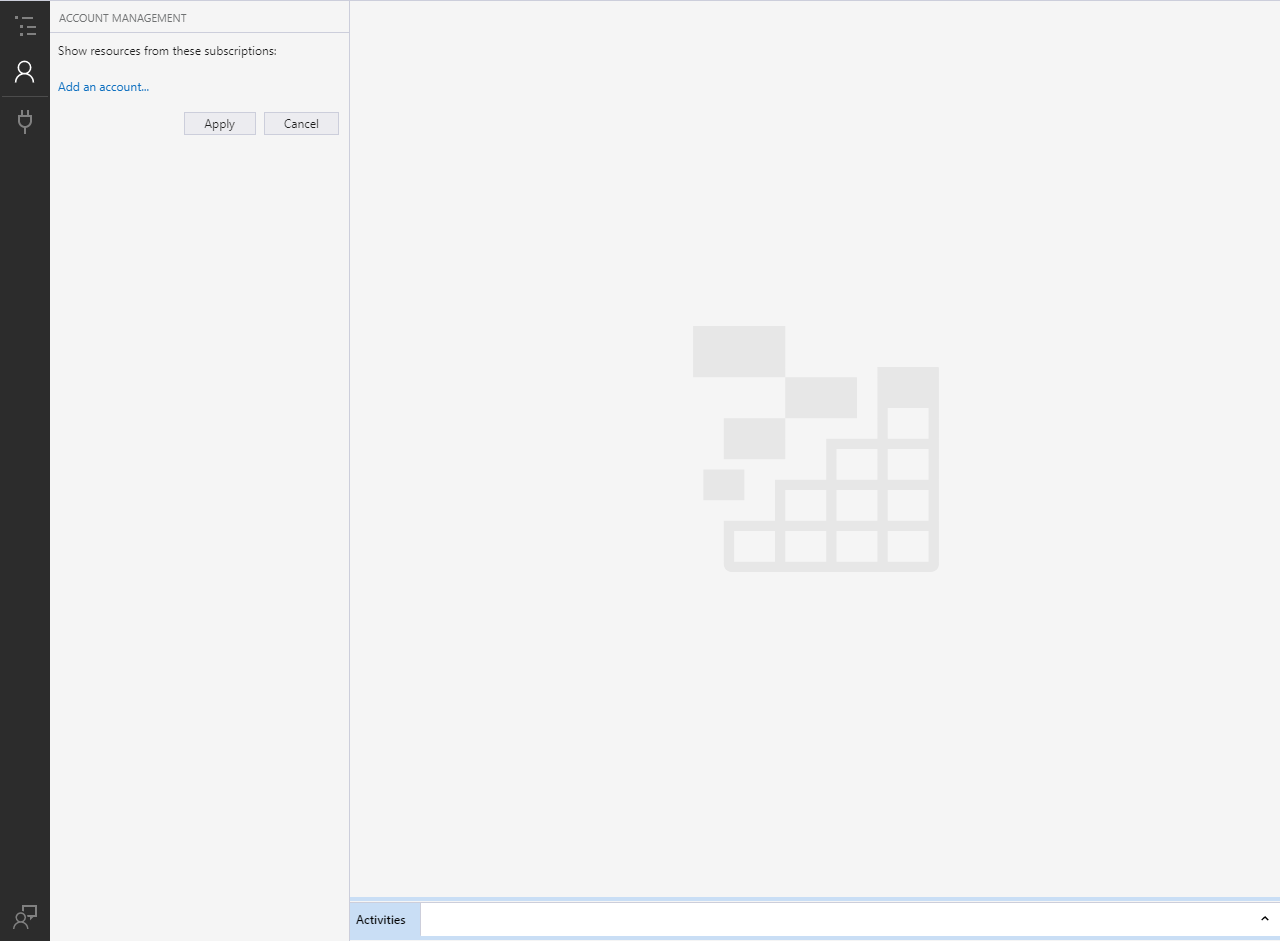 ACCOUNT MANAGEMENT
Show resources from these subscriptions:
Add an account...
Apply
Cancel
Activities